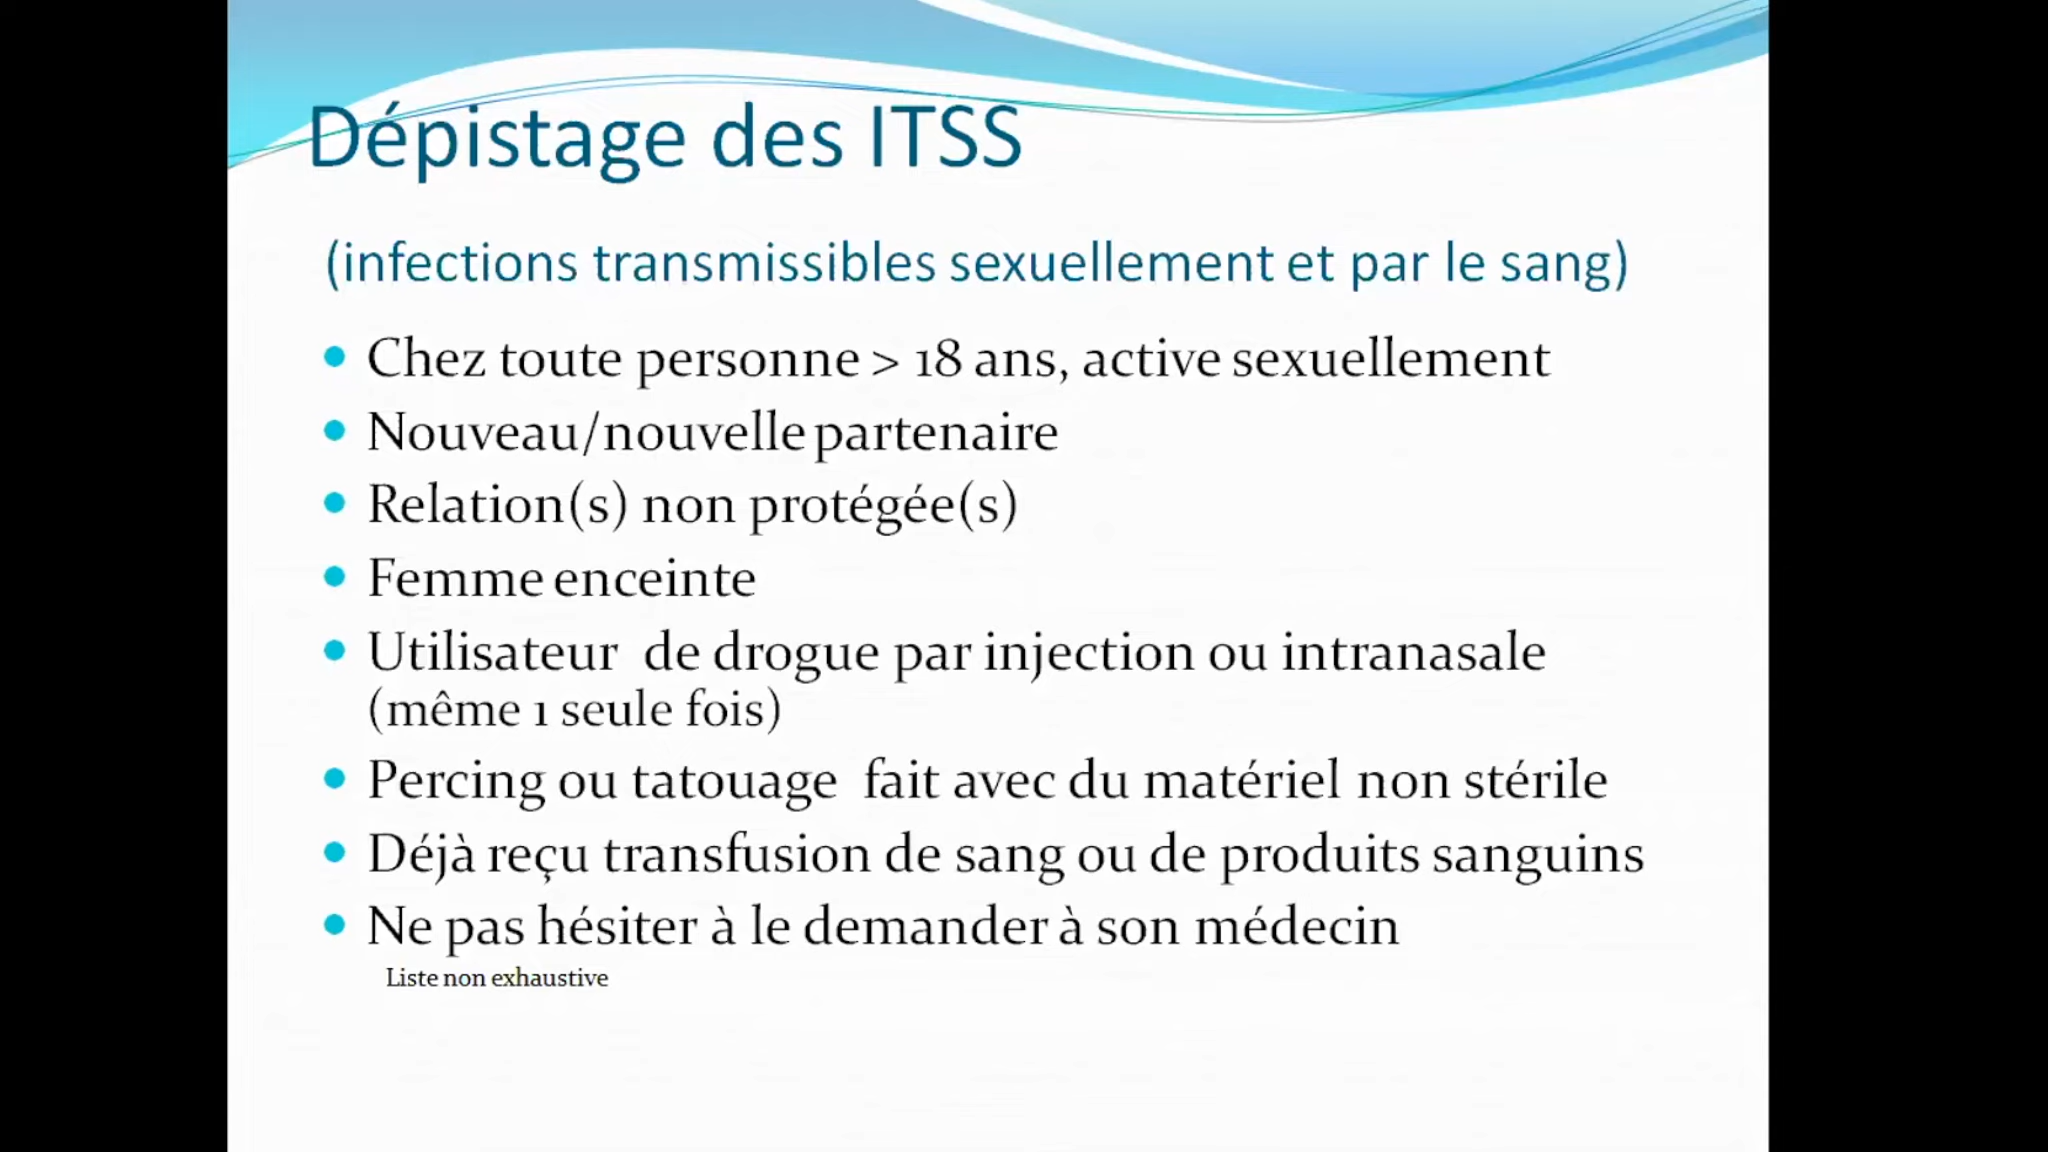 Dépistage des ITSS
(infections transmissibles sexuellement et par le sang)
• Chez toute personne > 18 ans, active sexuellement
• Nouveau/nouvelle partenaire
• Relation(s) non protégée(s)
• Femme enceinte
• Utilisateur de drogue par injection ou intranasale
(même 1 seule fois)
• Percing ou tatouage fait avec du matériel non stérile
• Déjà reçu transfusion de sang ou de produits sanguins
• Ne pas hésiter à le demander à son médecin
Liste non exhaustive